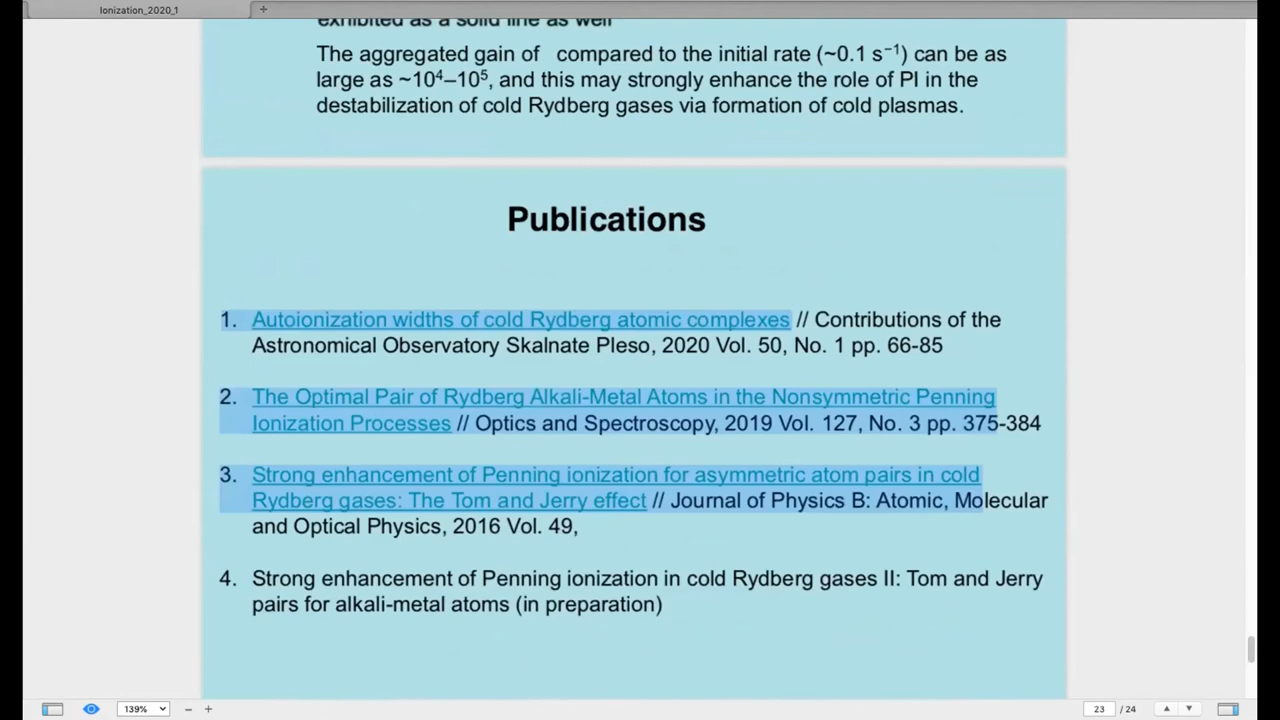 Ionization_2020_1
+
exhibited as a solid line as well
The aggregated gain of compared to the initial rate (~0.1 s⁻¹) can be as
large as ~10⁴–10⁵, and this may strongly enhance the role of PI in the
destabilization of cold Rydberg gases via formation of cold plasmas.
Publications
1. Autoionization widths of cold Rydberg atomic complexes // Contributions of the
Astronomical Observatory Skalnate Pleso, 2020 Vol. 50, No. 1 pp. 66-85
2. The Optimal Pair of Rydberg Alkali-Metal Atoms in the Nonsymmetric Penning
Ionization Processes // Optics and Spectroscopy, 2019 Vol. 127, No. 3 pp. 375-384
3. Strong enhancement of Penning ionization for asymmetric atom pairs in cold
Rydberg gases: The Tom and Jerry effect // Journal of Physics B: Atomic, Molecular
and Optical Physics, 2016 Vol. 49,
4. Strong enhancement of Penning ionization in cold Rydberg gases II: Tom and Jerry
pairs for alkali-metal atoms (in preparation)
139% − + 23 / 24